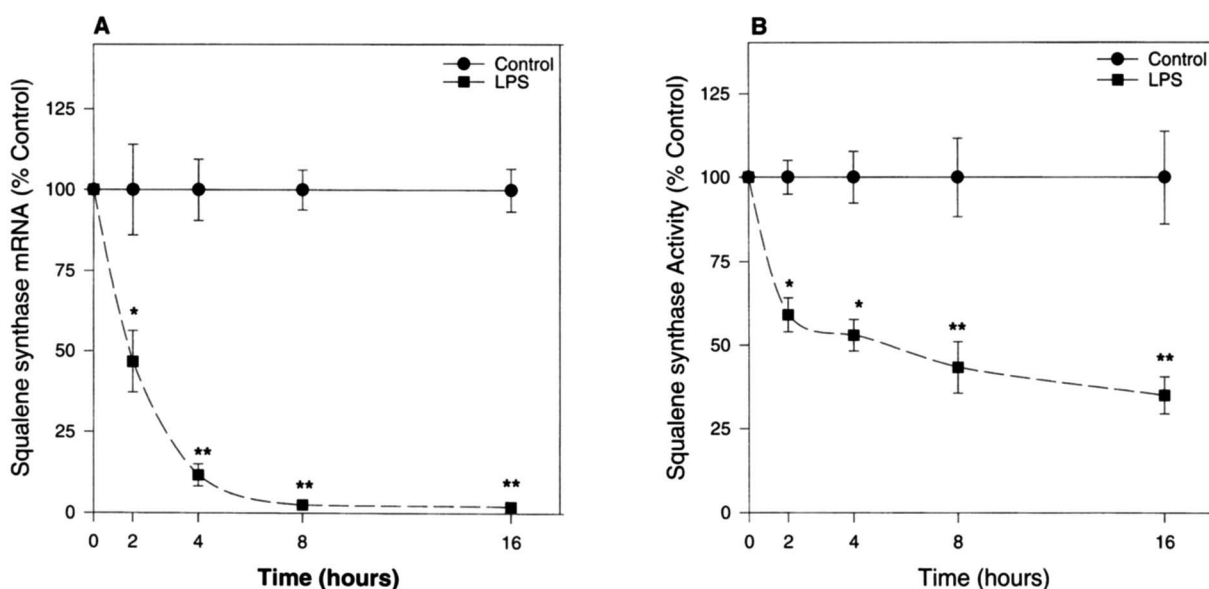 A
Control
LPS
Squalene synthase mRNA (% Control)
125
100
75
50
25
0
*
**
**
**
0 2 4 8 16
Time (hours)
B
Control
LPS
Squalene synthase Activity (% Control)
125
100
75
50
25
0
*
*
**
**
0 2 4 8 16
Time (hours)